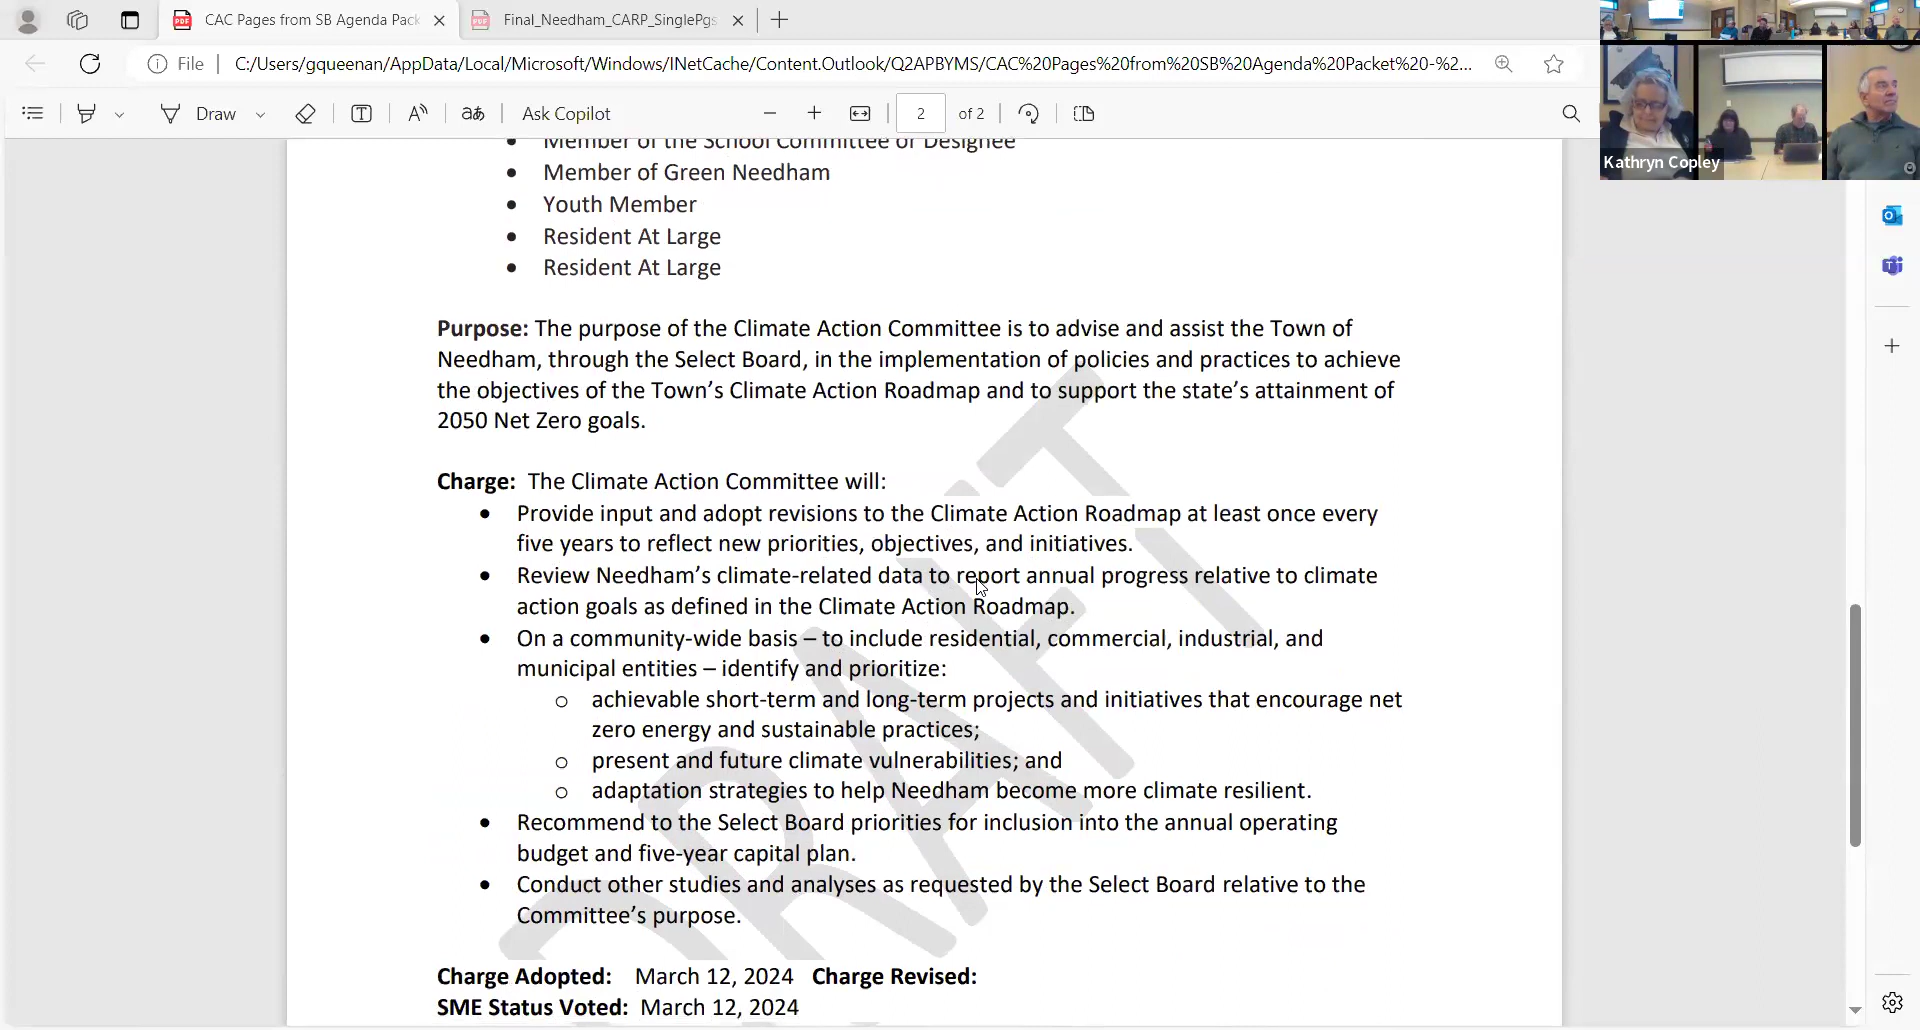 CAC Pages from SB Agenda Pack
Final_Needham_CARP_SinglePgs
File
C:/Users/gqueenan/AppData/Local/Microsoft/Windows/INetCache/Content.Outlook/Q2APBYMS/CAC%20Pages%20from%20SB%20Agenda%20Packet%20-%2...
Draw
Ask Copilot
2 of 2
Kathryn Copley
• Member of the School Committee or Designee
• Member of Green Needham
• Youth Member
• Resident At Large
• Resident At Large
Purpose: The purpose of the Climate Action Committee is to advise and assist the Town of
Needham, through the Select Board, in the implementation of policies and practices to achieve
the objectives of the Town’s Climate Action Roadmap and to support the state’s attainment of
2050 Net Zero goals.
Charge: The Climate Action Committee will:
• Provide input and adopt revisions to the Climate Action Roadmap at least once every
five years to reflect new priorities, objectives, and initiatives.
• Review Needham’s climate-related data to report annual progress relative to climate
action goals as defined in the Climate Action Roadmap.
• On a community-wide basis – to include residential, commercial, industrial, and
municipal entities – identify and prioritize:
o achievable short-term and long-term projects and initiatives that encourage net
zero energy and sustainable practices;
o present and future climate vulnerabilities; and
o adaptation strategies to help Needham become more climate resilient.
• Recommend to the Select Board priorities for inclusion into the annual operating
budget and five-year capital plan.
• Conduct other studies and analyses as requested by the Select Board relative to the
Committee’s purpose.
Charge Adopted: March 12, 2024 Charge Revised:
SME Status Voted: March 12, 2024
DRAFT